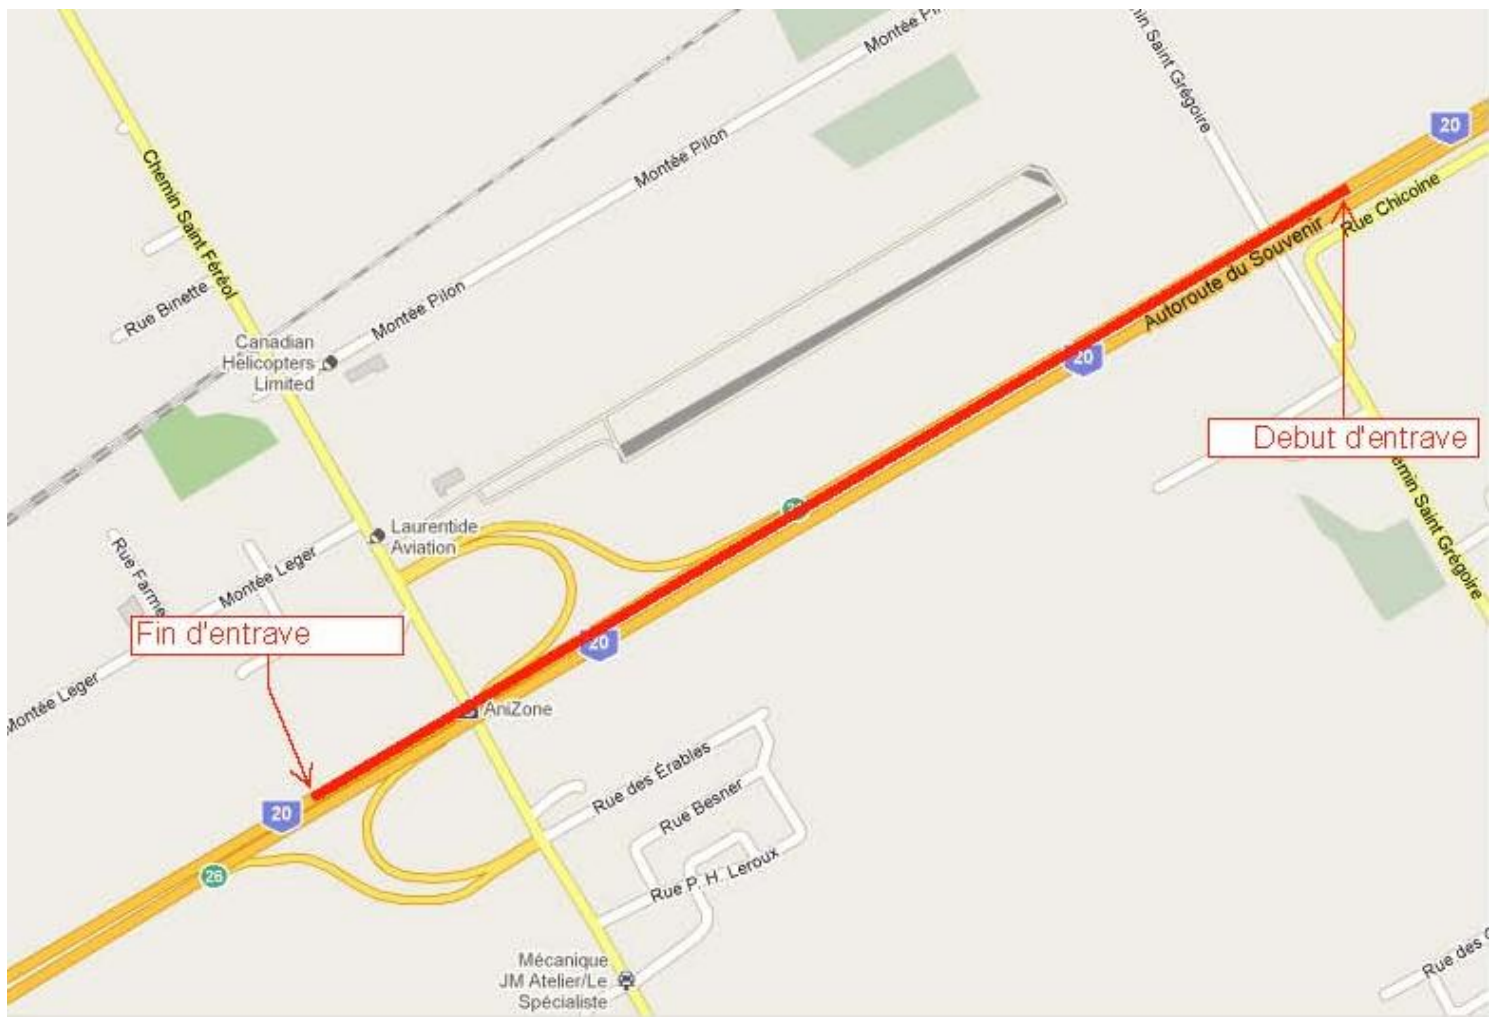 Montée Pi
min Saint Grégoire
20
Montée Pilon
Chemin Saint Féréol
Rue Chicoine
Autoroute du Souvenir
Rue Binette
Montée Pilon
Canadian
Helicopters
Limited
20
Debut d'entrave
emin Saint Grégoire
Laurentide
Aviation
Rue Farme
Montée Leger
Fin d'entrave
20
Montée Leger
AniZone
Rue des Érables
Rue Besner
20
Rue P. H. Leroux
26
Mécanique
JM Atelier/Le
Spécialiste
Rue des